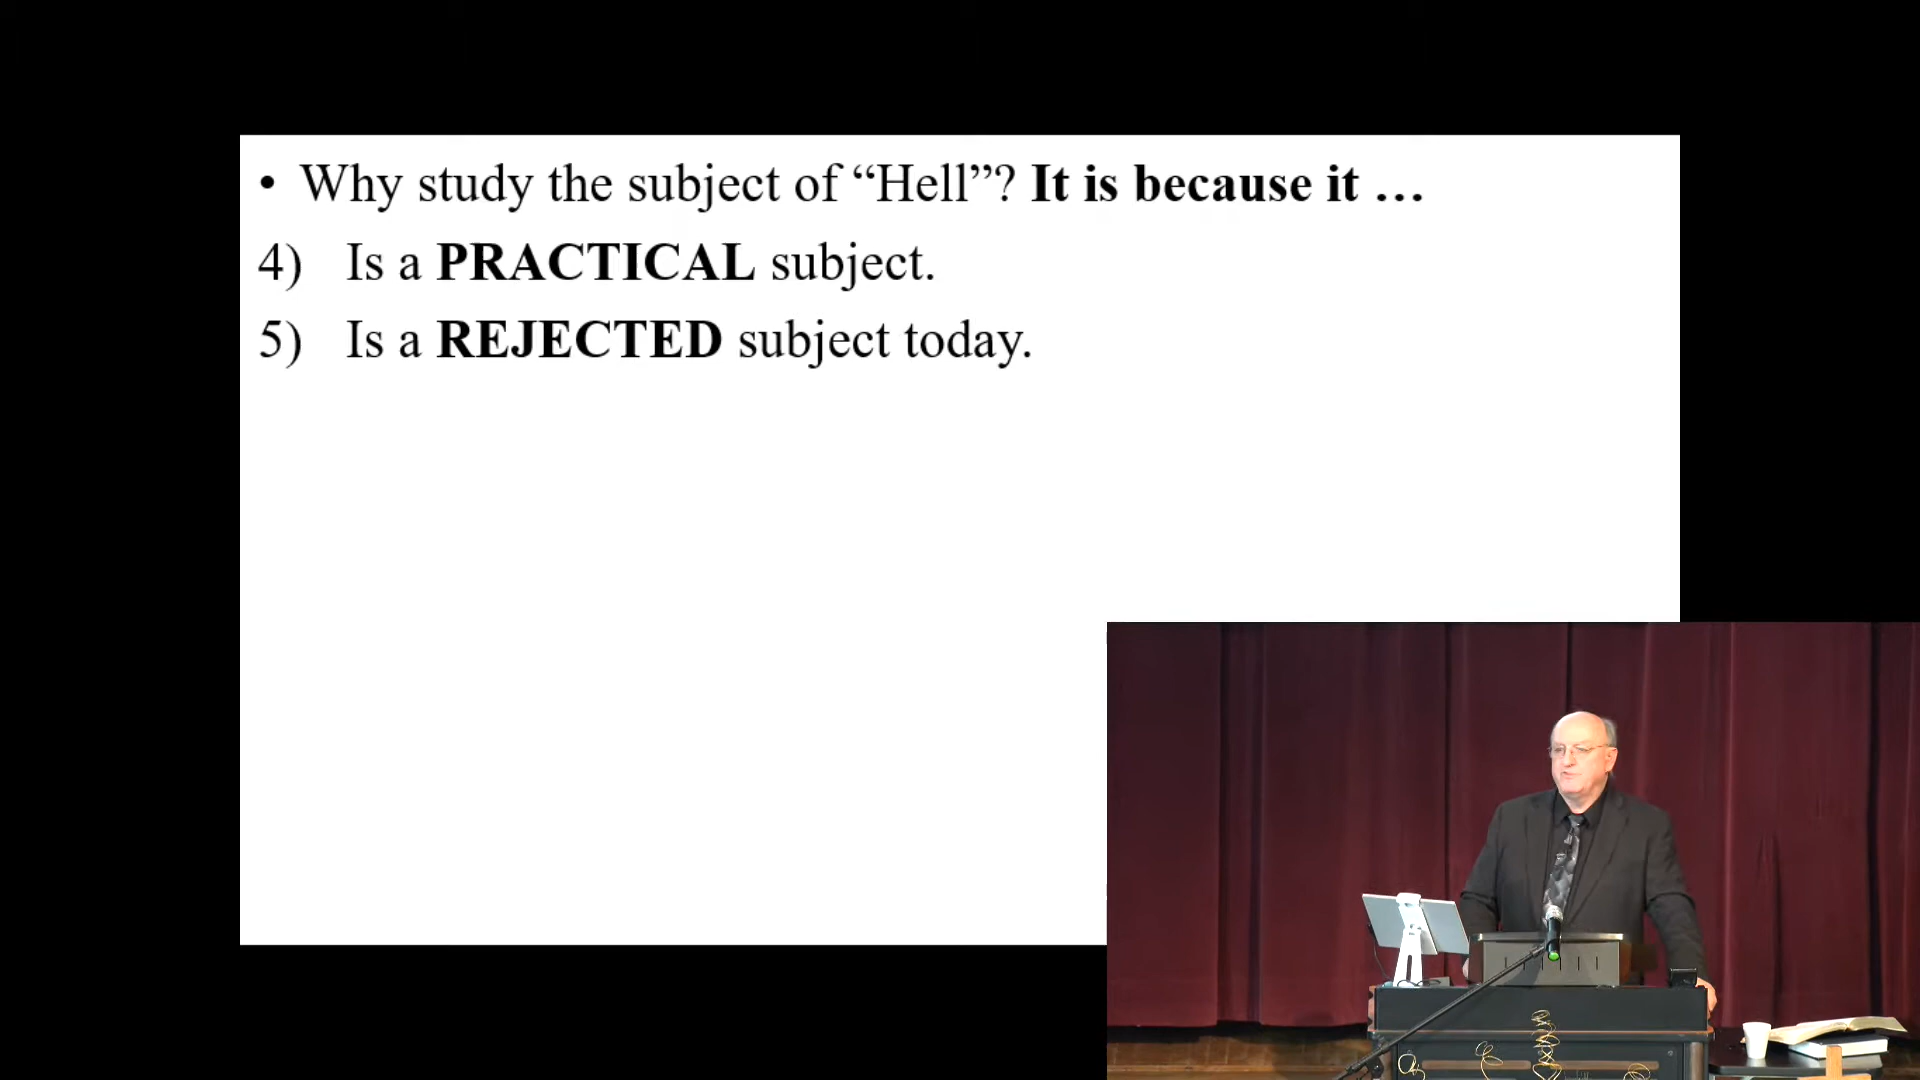 • Why study the subject of “Hell”? It is because it …
4) Is a PRACTICAL subject.
5) Is a REJECTED subject today.